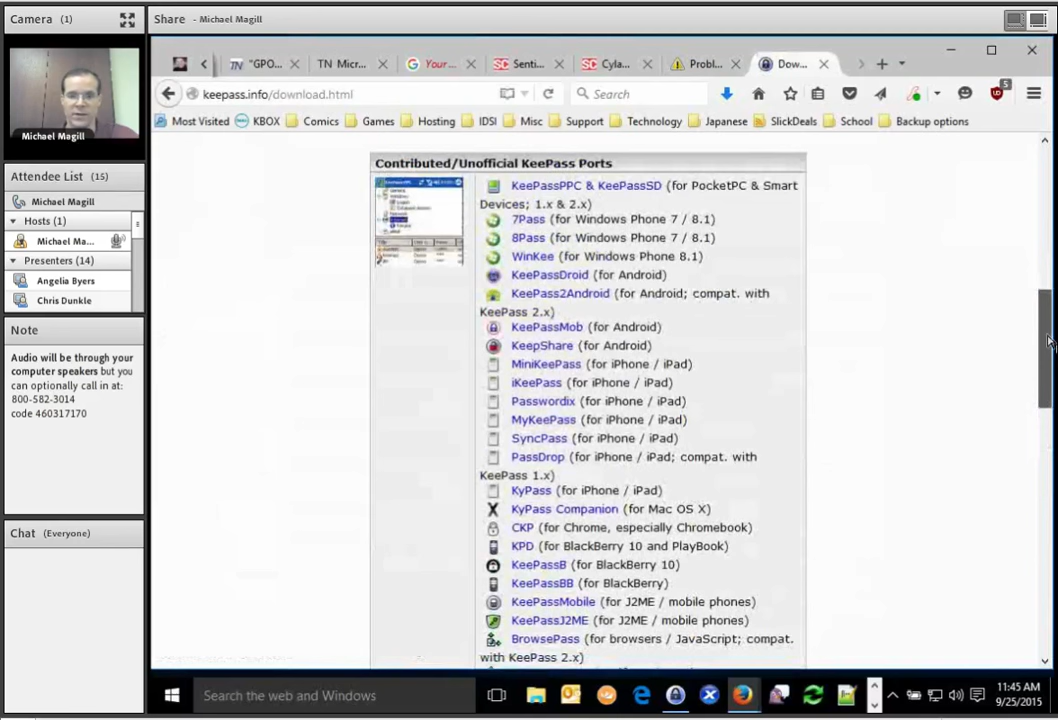 Camera (1)
Share - Michael Magill
Michael Magill
Attendee List (15)
Michael Magill
Hosts (1)
Michael Ma...
Presenters (14)
Angelia Byers
Chris Dunkle
Note
Audio will be through your
computer speakers but you
can optionally call in at:
800-582-3014
code 460317170
Chat (Everyone)
"GPO...
TN Micr...
Your...
Senti...
Cyla...
Probl...
Dow...
keepass.info/download.html
Search
5
Most Visited
KBOX
Comics
Games
Hosting
IDSI
Misc
Support
Technology
Japanese
SlickDeals
School
Backup options
Contributed/Unofficial KeePass Ports
KeePassPPC & KeePassSD (for PocketPC & Smart
Devices; 1.x & 2.x)
7Pass (for Windows Phone 7 / 8.1)
8Pass (for Windows Phone 7 / 8.1)
WinKee (for Windows Phone 8.1)
KeePassDroid (for Android)
KeePass2Android (for Android; compat. with
KeePass 2.x)
KeePassMob (for Android)
KeepShare (for Android)
MiniKeePass (for iPhone / iPad)
iKeePass (for iPhone / iPad)
Passwordix (for iPhone / iPad)
MyKeePass (for iPhone / iPad)
SyncPass (for iPhone / iPad)
PassDrop (for iPhone / iPad; compat. with
KeePass 1.x)
KyPass (for iPhone / iPad)
KyPass Companion (for Mac OS X)
CKP (for Chrome, especially Chromebook)
KPD (for BlackBerry 10 and PlayBook)
KeePassB (for BlackBerry 10)
KeePassBB (for BlackBerry)
KeePassMobile (for J2ME / mobile phones)
KeePassJ2ME (for J2ME / mobile phones)
BrowsePass (for browsers / JavaScript; compat.
with KeePass 2.x)
Search the web and Windows
11:45 AM
9/25/2015